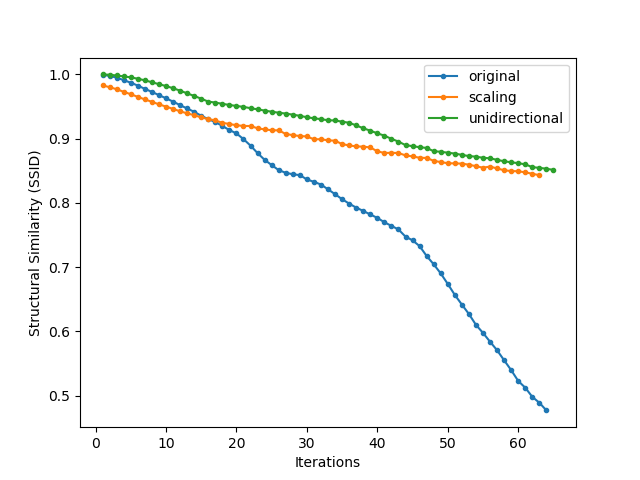 original
scaling
unidirectional
Structural Similarity (SSID)
1.0
0.9
0.8
0.7
0.6
0.5
0 10 20 30 40 50 60
Iterations